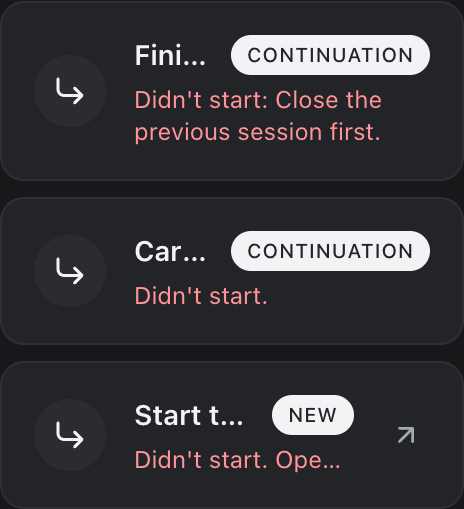 Fini... CONTINUATION
Didn't start: Close the
previous session first.
Car... CONTINUATION
Didn't start.
Start t... NEW
Didn't start. Ope...